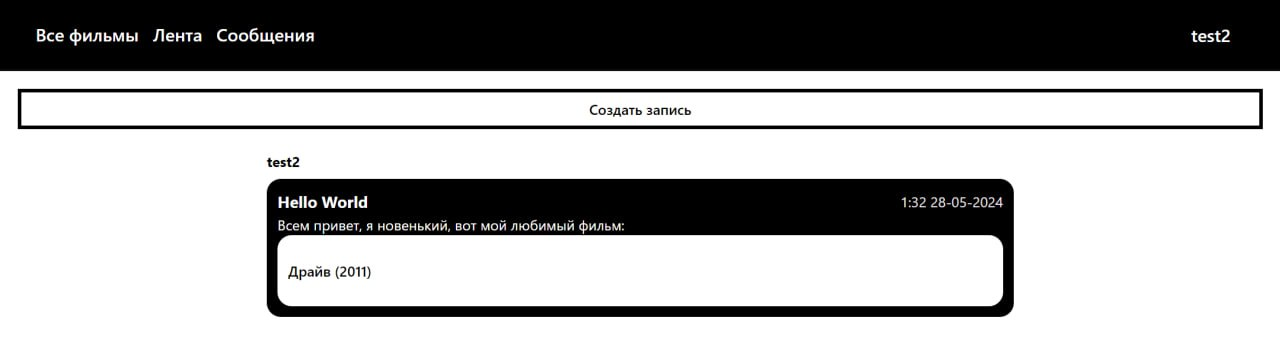 Все фильмы Лента Сообщения test2
Создать запись
test2
Hello World 1:32 28-05-2024
Всем привет, я новенький, вот мой любимый фильм:
Драйв (2011)